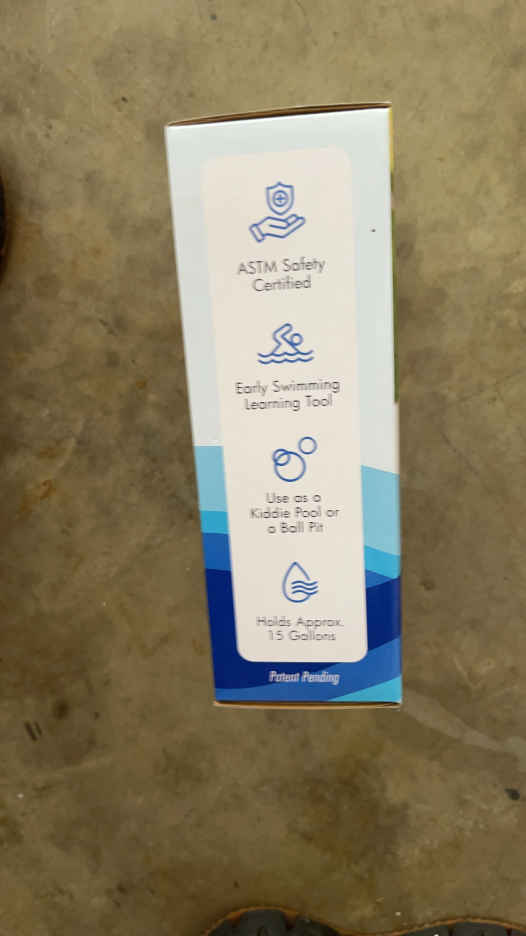 ASTM Safety
Certified
Early Swimming
Learning Tool
Use as a
Kiddie Pool or
a Ball Pit
Holds Approx.
15 Gallons
Patent Pending